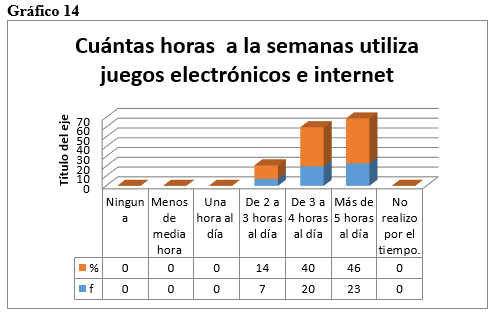 Gráfico 14
Cuántas horas a la semanas utiliza
juegos electrónicos e internet
Título del eje
70
60
50
40
30
20
10
0
Ningun
a
Menos
de
media
hora
Una
hora al
día
De 2 a
3 horas
al día
De 3 a
4 horas
al día
Más de
5 horas
al día
No
realizo
por el
tiempo.
% 0 0 0 14 40 46 0
f 0 0 0 7 20 23 0